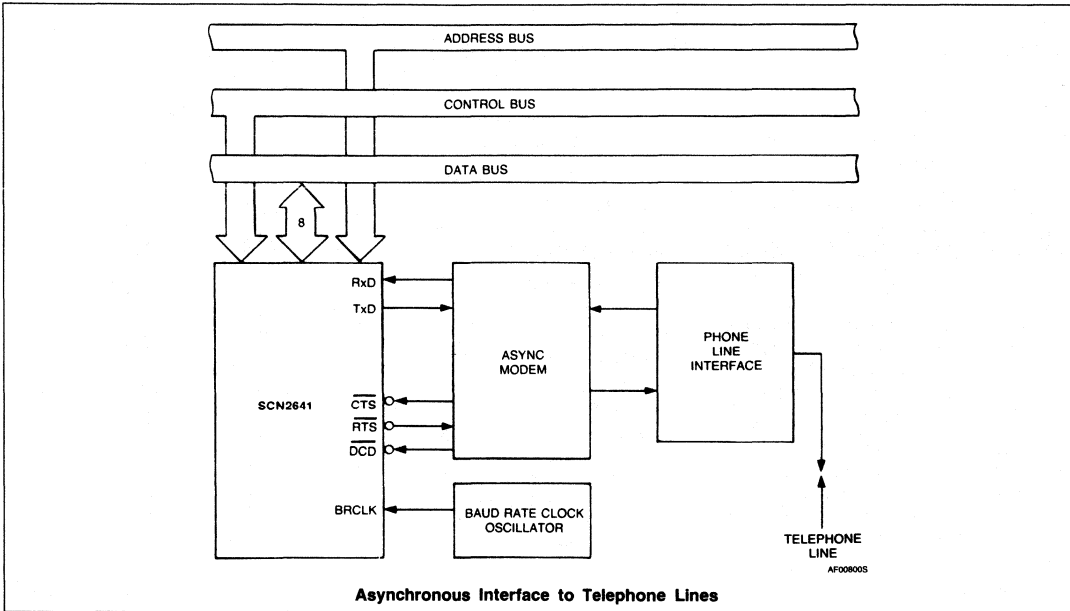 ADDRESS BUS
CONTROL BUS
DATA BUS
8
RxD
TxD
SCN2641
CTS
RTS
DCD
BRCLK
ASYNC
MODEM
PHONE
LINE
INTERFACE
BAUD RATE CLOCK
OSCILLATOR
TELEPHONE
LINE
AF00800S
Asynchronous Interface to Telephone Lines